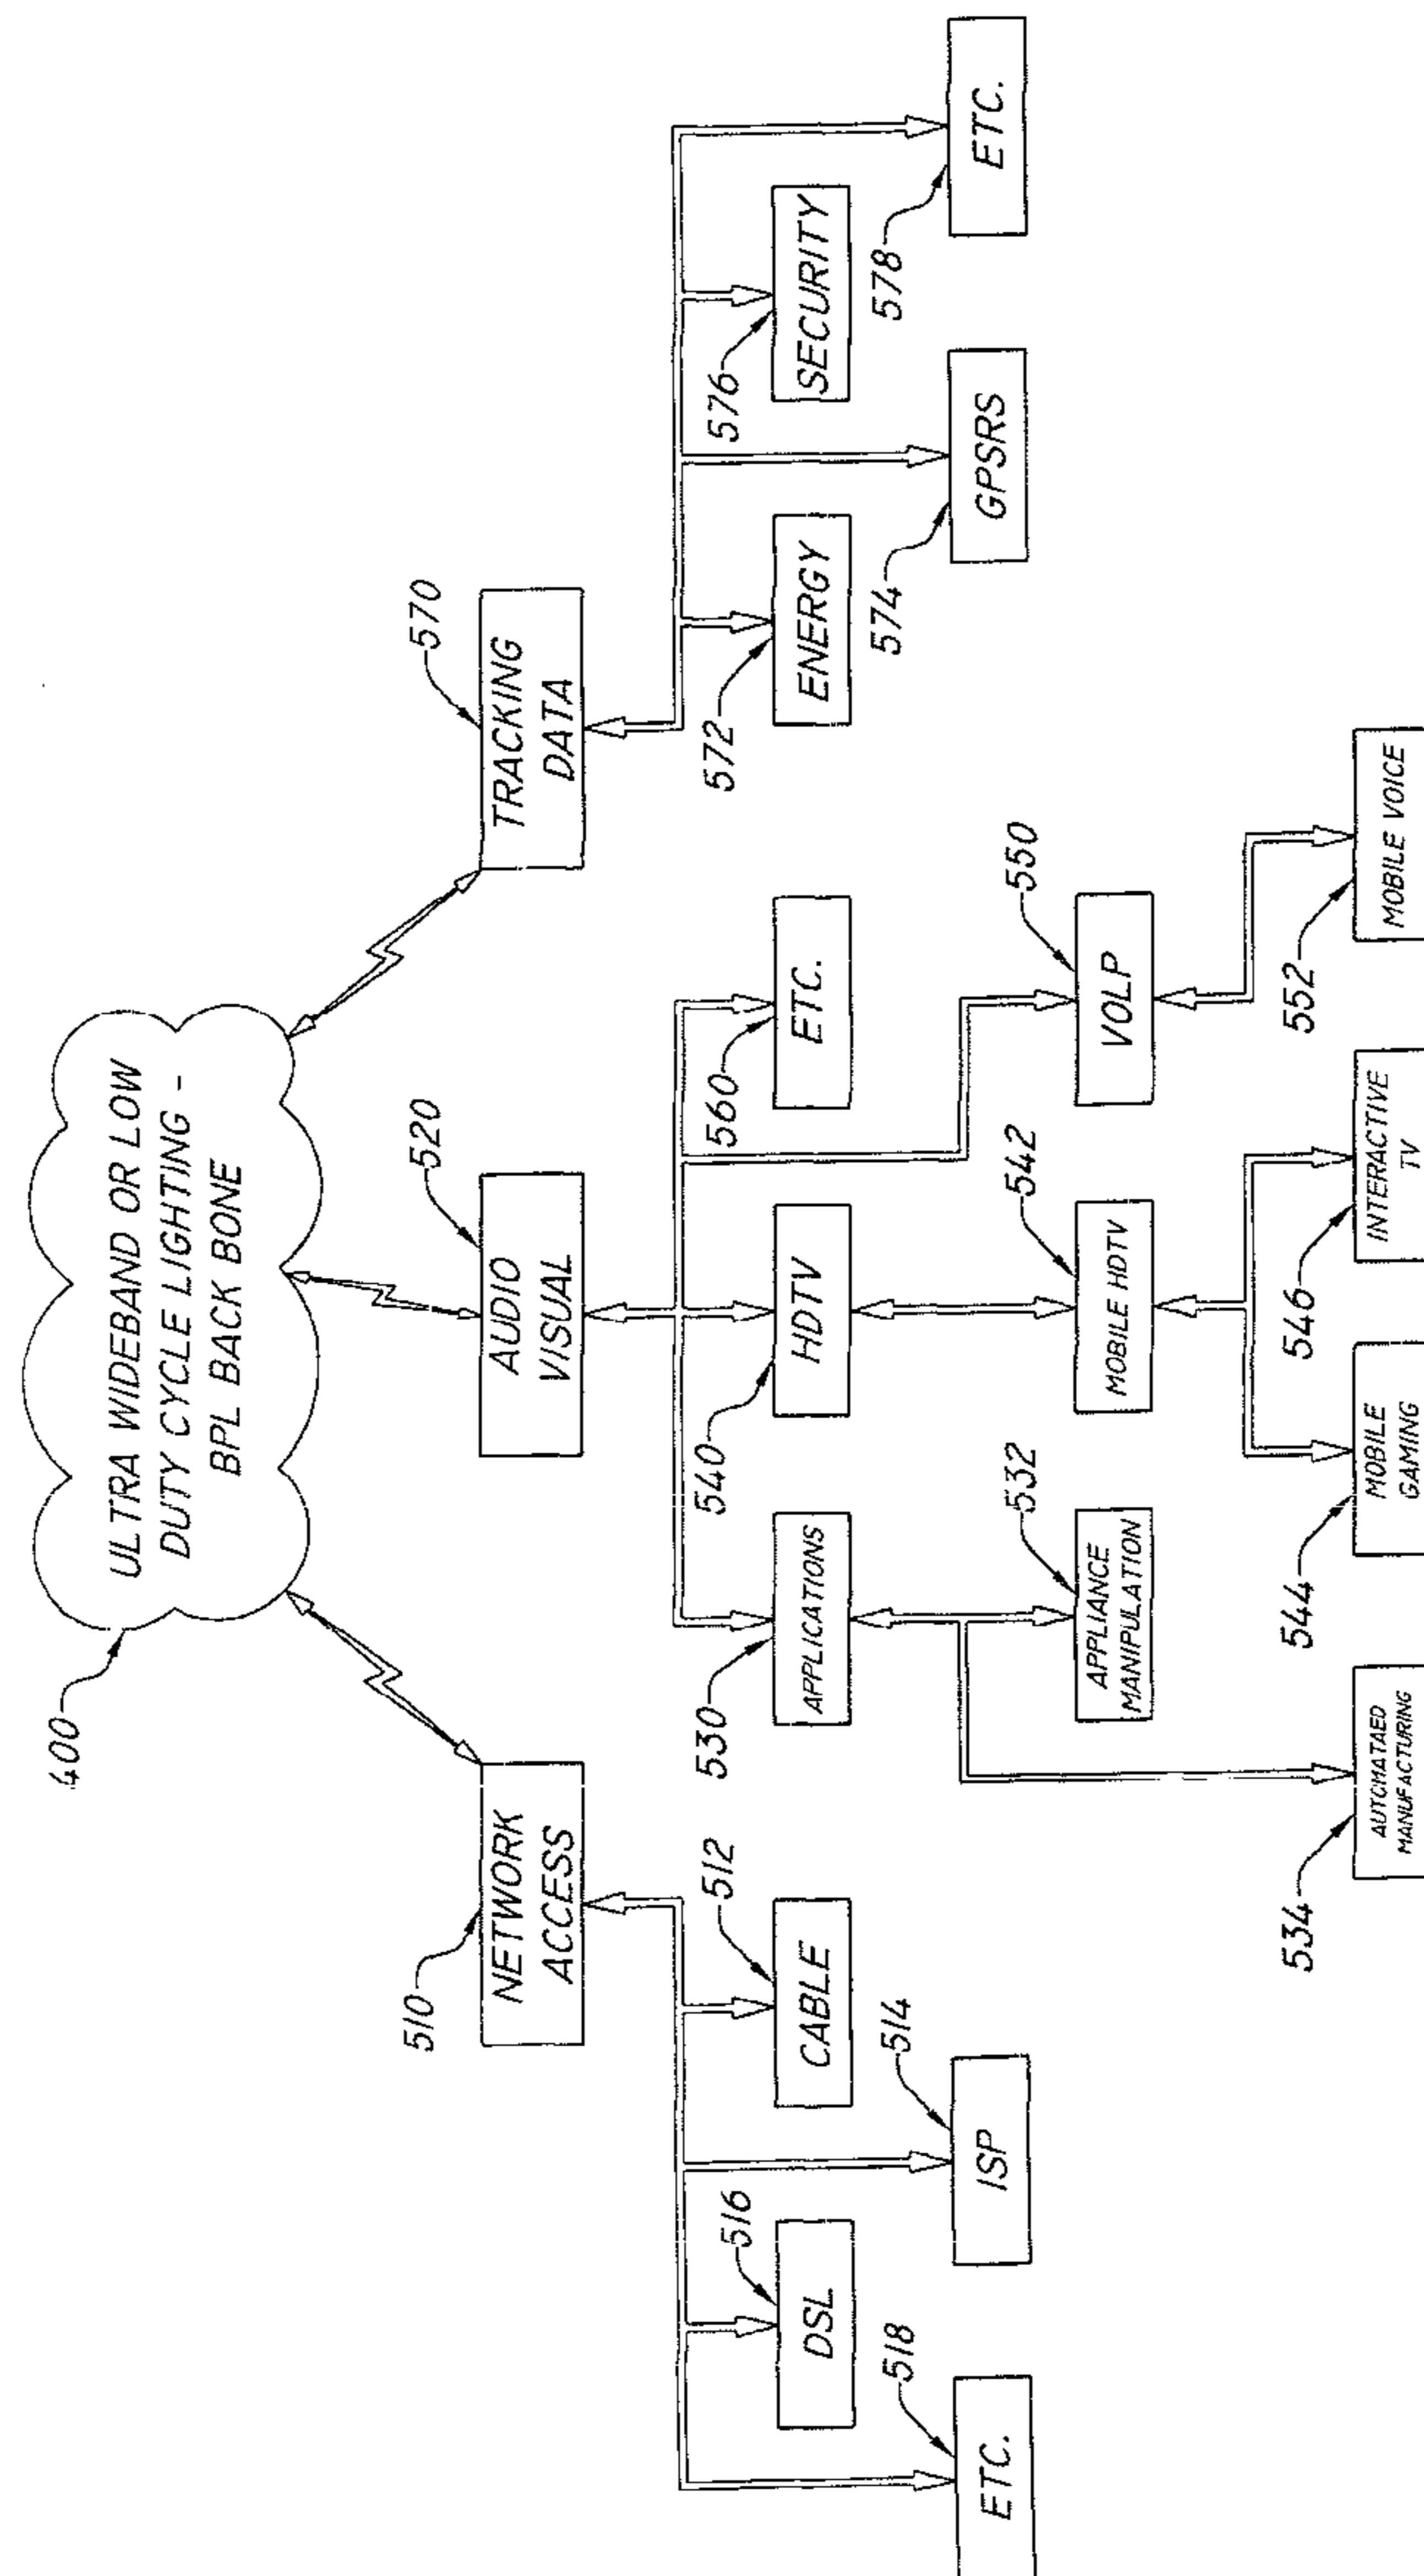 400
ULTRA WIDEBAND OR LOW
DUTY CYCLE LIGHTING -
BPL BACK BONE
510
NETWORK
ACCESS
520
AUDIO
VISUAL
570
TRACKING
DATA
516
DSL
512
CABLE
530
APPLICATIONS
540
HDTV
560
ETC.
572
ENERGY
576
SECURITY
518
ETC.
514
ISP
574
GPSRS
578
ETC.
532
APPLIANCE
MANIPULATION
542
MOBILE HDTV
550
VOLP
534
AUTOMATAED
MANUFACTURING
544
MOBILE
GAMING
546
INTERACTIVE
TV
552
MOBILE VOICE